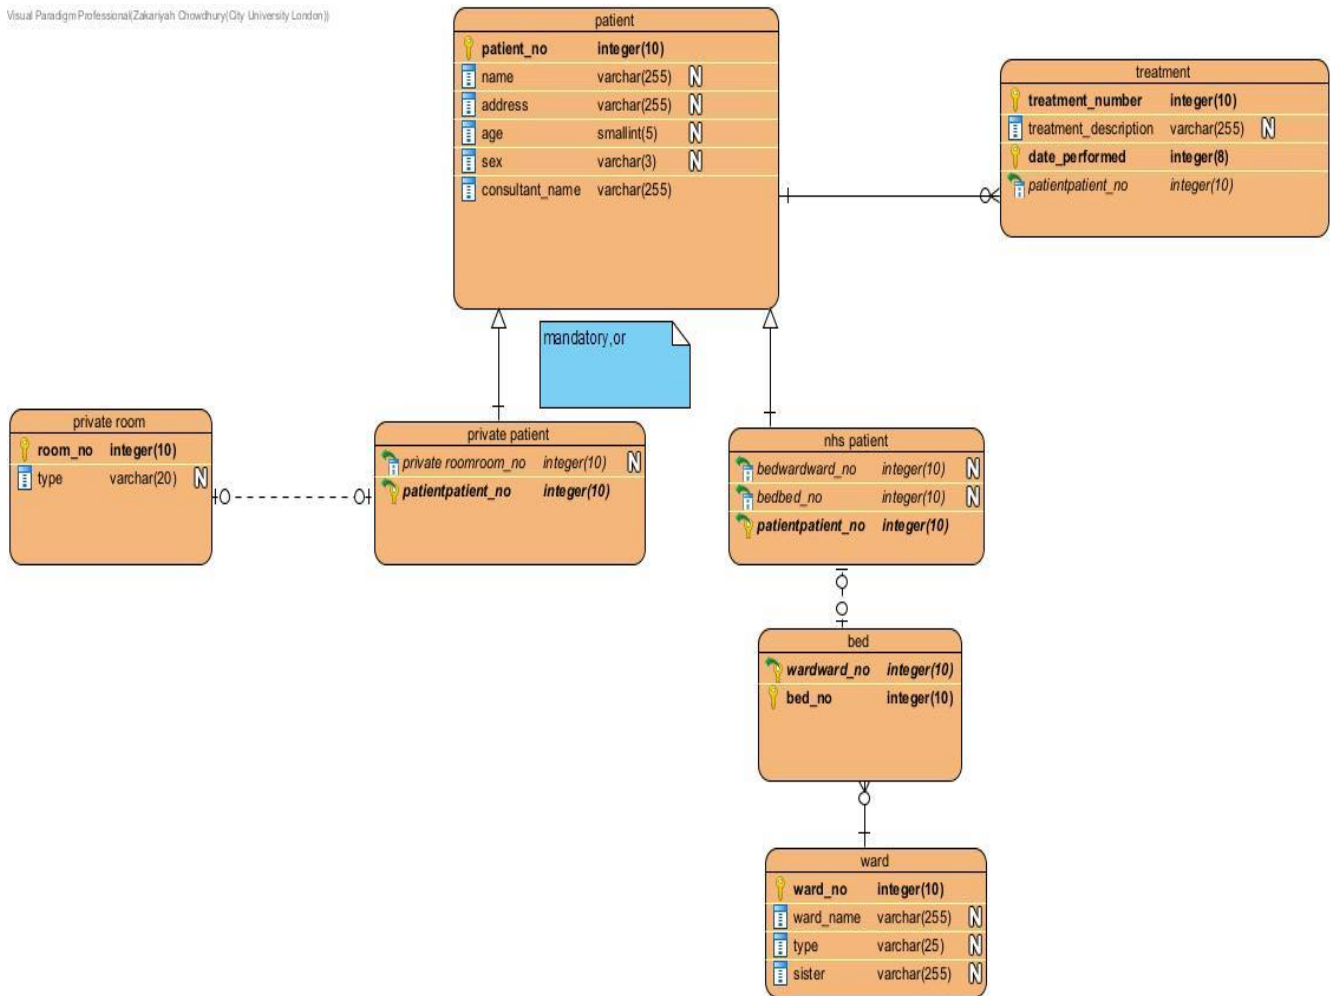 Visual Paradigm Professional(Zakariyah Chowdhury(City University London))
patient
patient_no integer(10)
name varchar(255) N
address varchar(255) N
age smallint(5) N
sex varchar(3) N
consultant_name varchar(255)
treatment
treatment_number integer(10)
treatment_description varchar(255) N
date_performed integer(8)
patientpatient_no integer(10)
mandatory,or
private room
room_no integer(10)
type varchar(20) N
private patient
private roomroom_no integer(10) N
patientpatient_no integer(10)
nhs patient
bedwardward_no integer(10) N
bedbed_no integer(10) N
patientpatient_no integer(10)
bed
wardward_no integer(10)
bed_no integer(10)
ward
ward_no integer(10)
ward_name varchar(255) N
type varchar(25) N
sister varchar(255) N